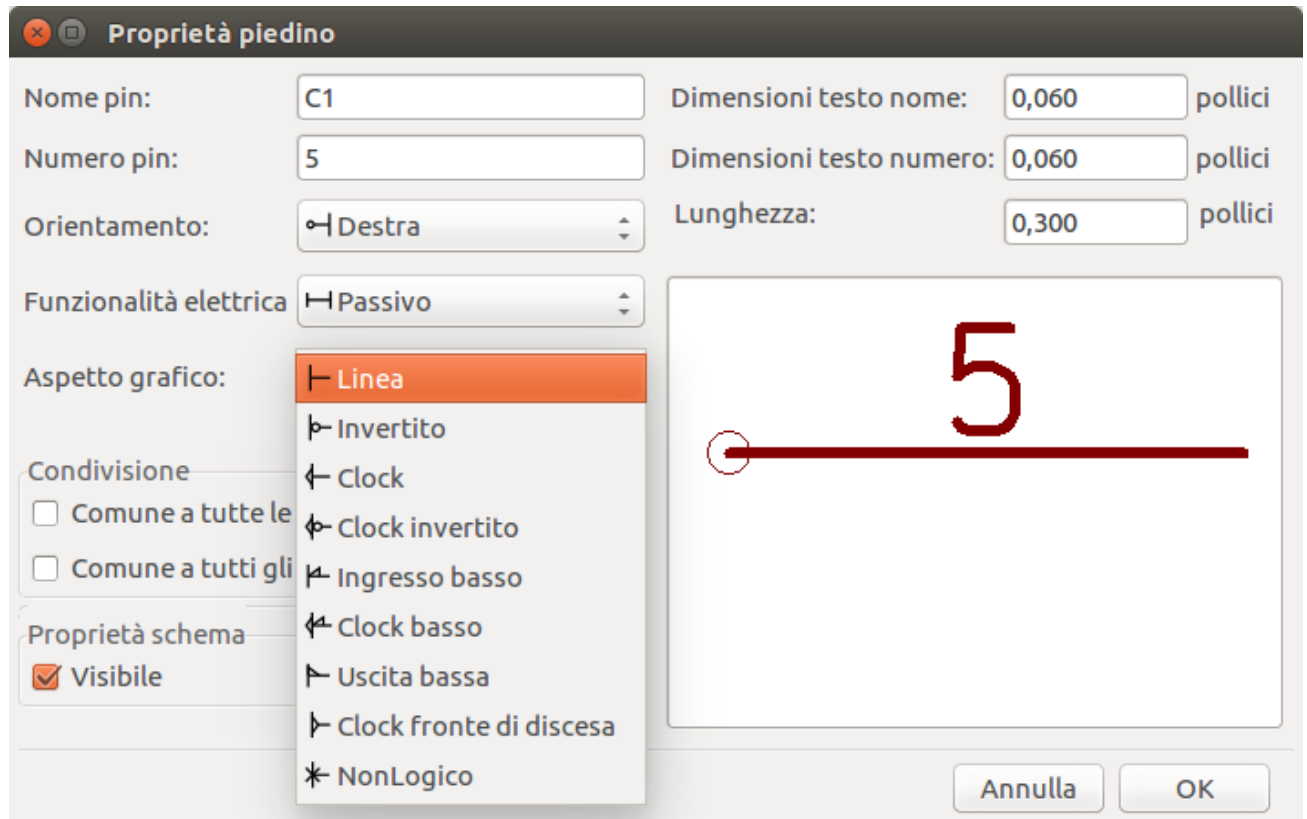 Proprietà piedino
Nome pin: C1
Numero pin: 5
Orientamento: Destra
Funzionalità elettrica Passivo
Aspetto grafico:
Linea
Invertito
Clock
Clock invertito
Ingresso basso
Clock basso
Uscita bassa
Clock fronte di discesa
NonLogico
Condivisione
Comune a tutte le
Comune a tutti gli
Proprietà schema
Visibile
Dimensioni testo nome: 0,060 pollici
Dimensioni testo numero: 0,060 pollici
Lunghezza: 0,300 pollici
5
Annulla OK